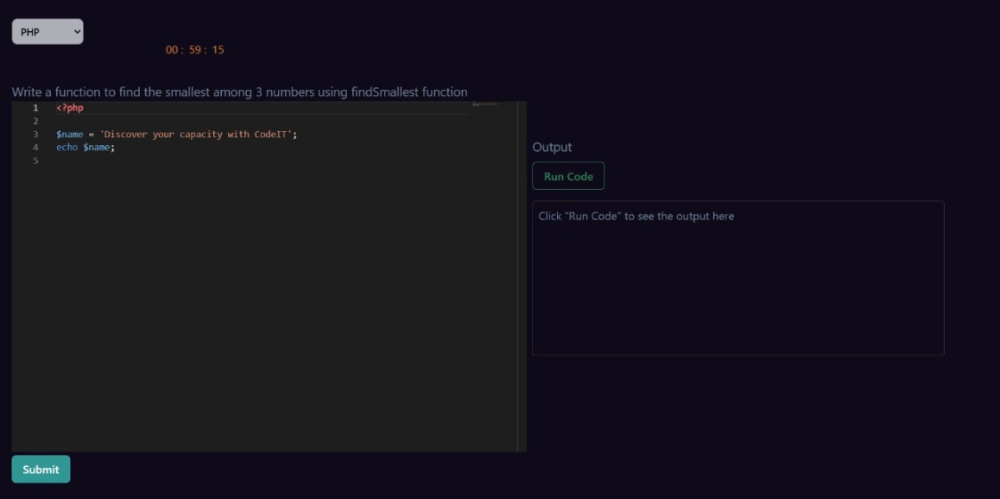 PHP
00 : 59 : 15
Write a function to find the smallest among 3 numbers using findSmallest function
1 <?php
2
3 $name = 'Discover your capacity with CodeIT';
4 echo $name;
5
Output
Run Code
Click "Run Code" to see the output here
Submit